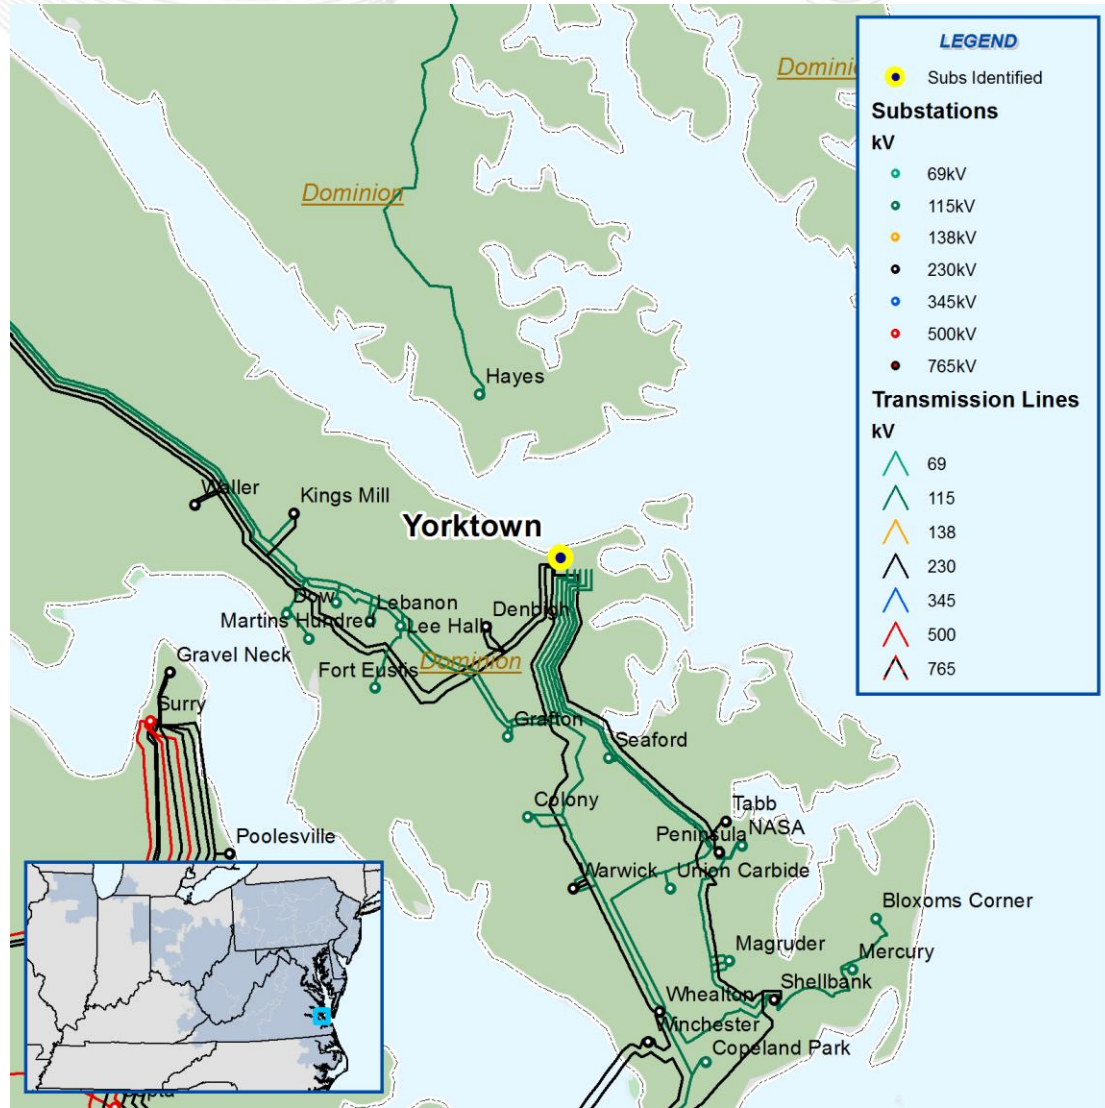 Dominion
Dominio
Hayes
Waller
Kings Mill
Yorktown
Dow
Lebanon
Denbigh
Martins Hundred
Lee Hall
Gravel Neck
Fort Eustis
Dominion
Surry
Grafton
Seaford
Colony
Tabb
Poolesville
Peninsula
NASA
Warwick
Union Carbide
Bloxoms Corner
Magruder
Mercury
Shellbank
Whealton
Winchester
Copeland Park
LEGEND
Subs Identified
Substations
kV
69kV
115kV
138kV
230kV
345kV
500kV
765kV
Transmission Lines
kV
69
115
138
230
345
500
765